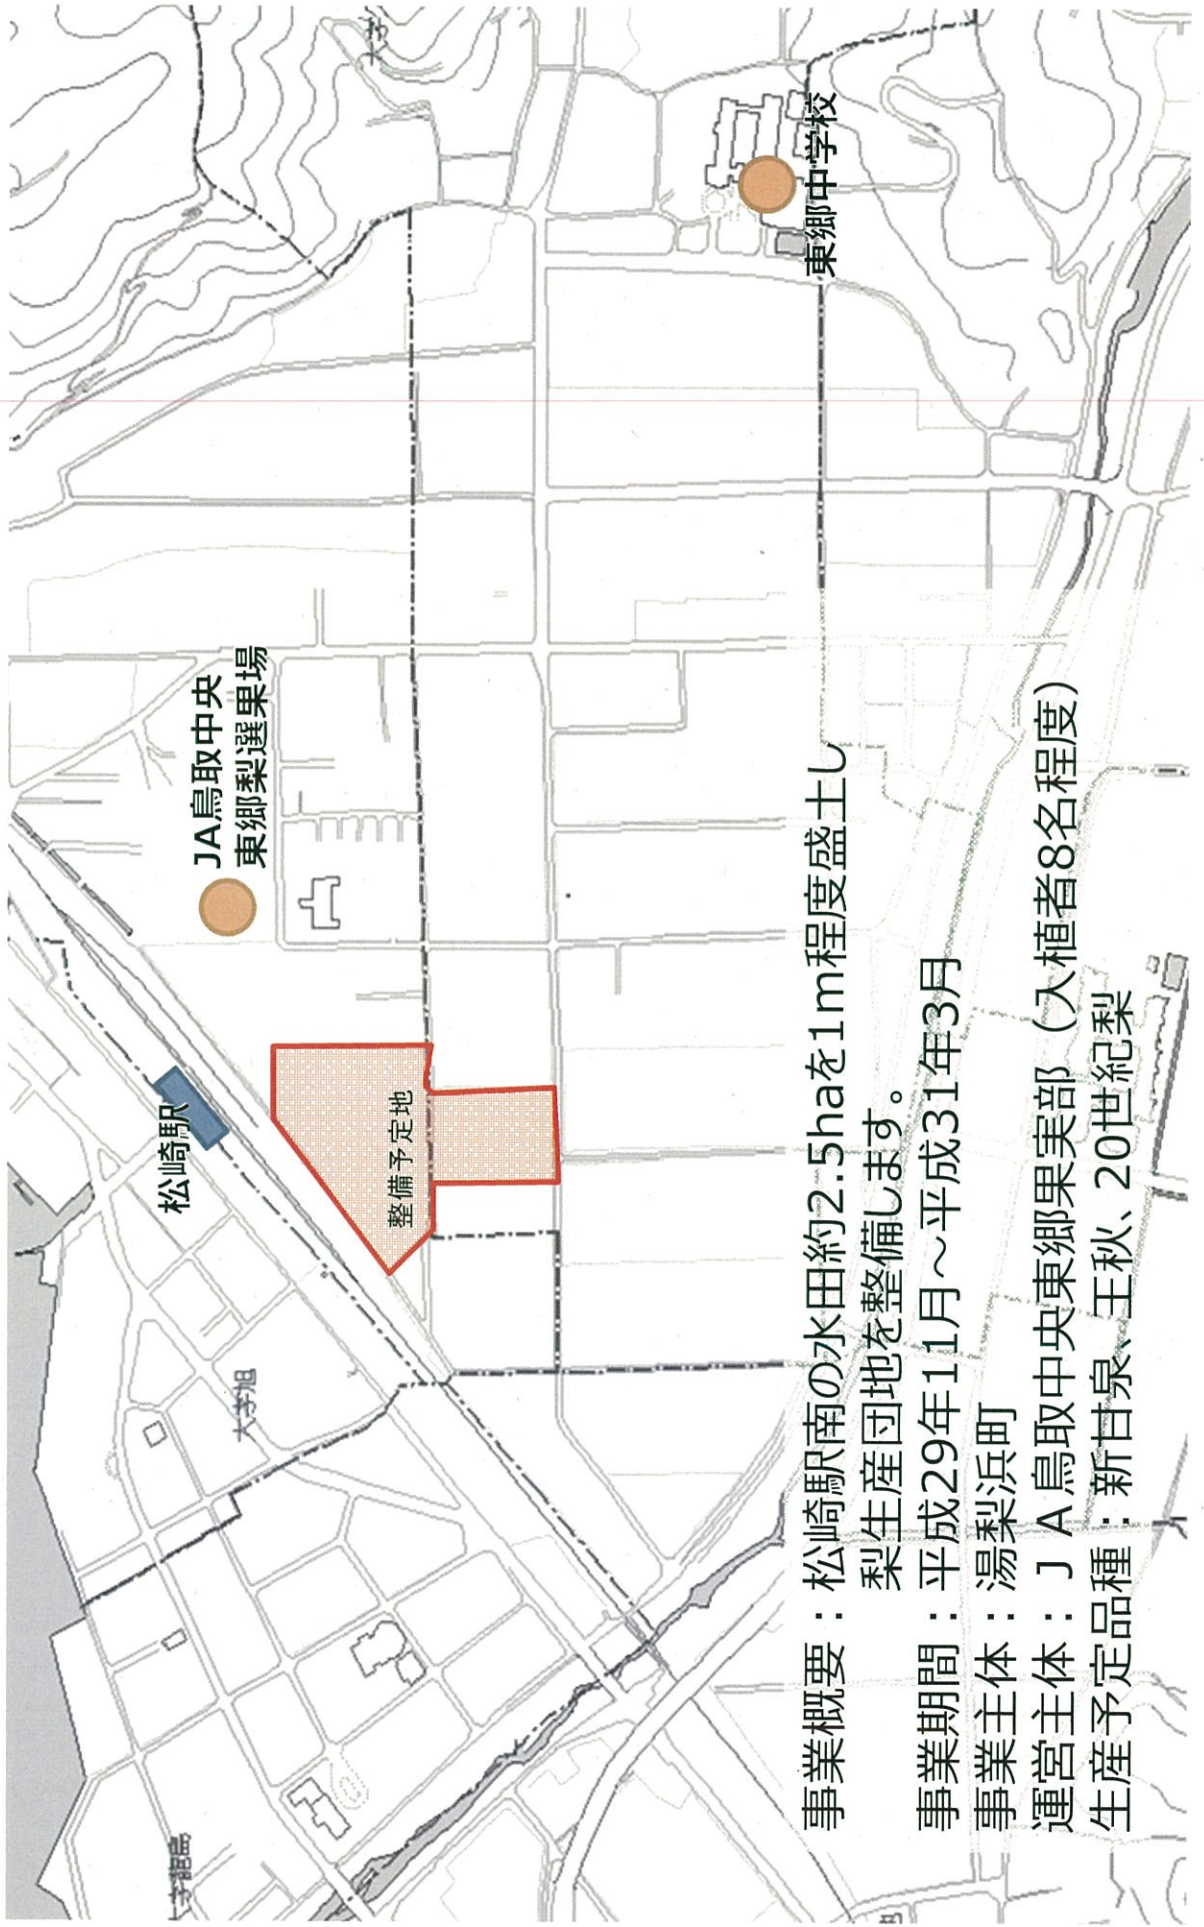 松崎駅
JA鳥取中央
東郷梨選果場
東郷中学校
整備予定地
大字旭
事業概要：松崎駅南の水田約2.5haを1m程度盛土し
梨生産団地を整備します。
事業期間：平成29年11月～平成31年3月
事業主体：湯梨浜町
運営主体：ＪＡ鳥取中央東郷果実部（入植者8名程度）
生産予定品種：新甘泉、王秋、20世紀梨